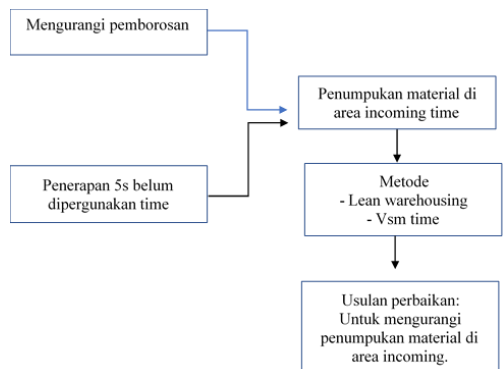 Mengurangi pemborosan
Penumpukan material di
area incoming time
Penerapan 5s belum
dipergunakan time
Metode
- Lean warehousing
- Vsm time
Usulan perbaikan:
Untuk mengurangi
penumpukan material di
area incoming.